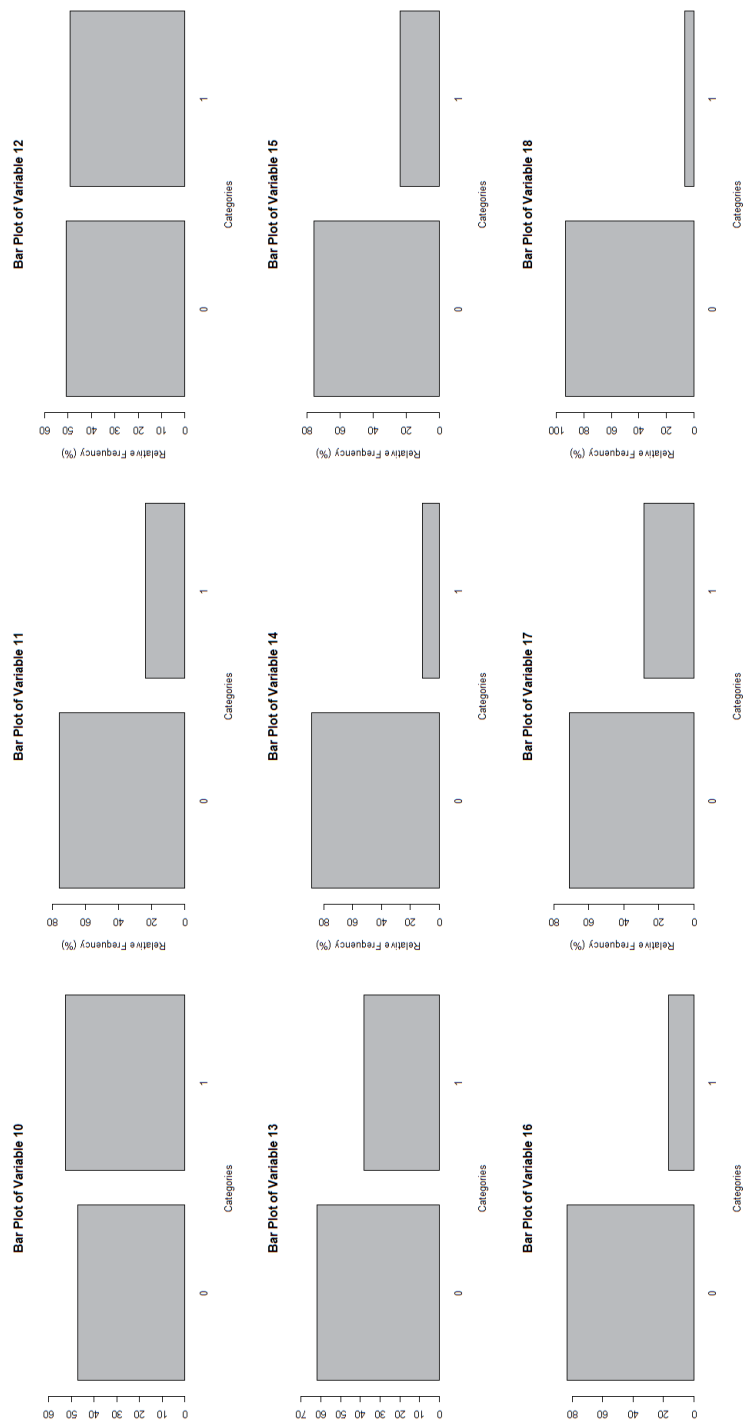 Bar Plot of Variable 10
Relative Frequency (%)
0 10 20 30 40 50 60
0 1
Categories
Bar Plot of Variable 11
Relative Frequency (%)
0 20 40 60 80
0 1
Categories
Bar Plot of Variable 12
Relative Frequency (%)
0 10 20 30 40 50 60
0 1
Categories
Bar Plot of Variable 13
0 10 20 30 40 50 60 70
0 1
Categories
Bar Plot of Variable 14
Relative Frequency (%)
0 20 40 60 80
0 1
Categories
Bar Plot of Variable 15
Relative Frequency (%)
0 20 40 60 80
0 1
Categories
Bar Plot of Variable 16
0 20 40 60 80
0 1
Categories
Bar Plot of Variable 17
Relative Frequency (%)
0 20 40 60 80
0 1
Categories
Bar Plot of Variable 18
Relative Frequency (%)
0 20 40 60 80 100
0 1
Categories